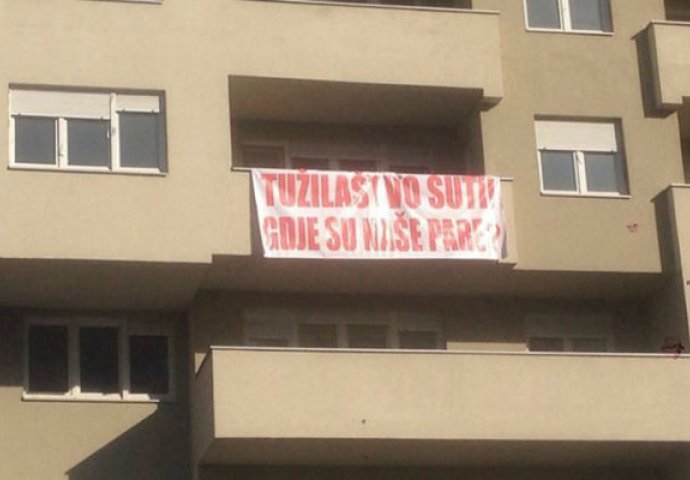 TUŽILAŠTVO ŠUTI!
GDJE SU NAŠE PARE?